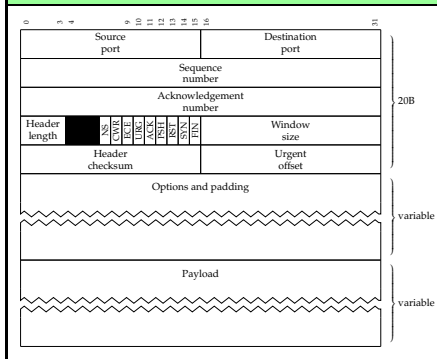 0 3 4 9 10 11 12 13 14 15 16 31
Source
port
Destination
port
Sequence
number
Acknowledgement
number
20B
Header
length
NS
CWR
ECE
URG
ACK
PSH
RST
SYN
FIN
Window
size
Header
checksum
Urgent
offset
Options and padding
variable
Payload
variable